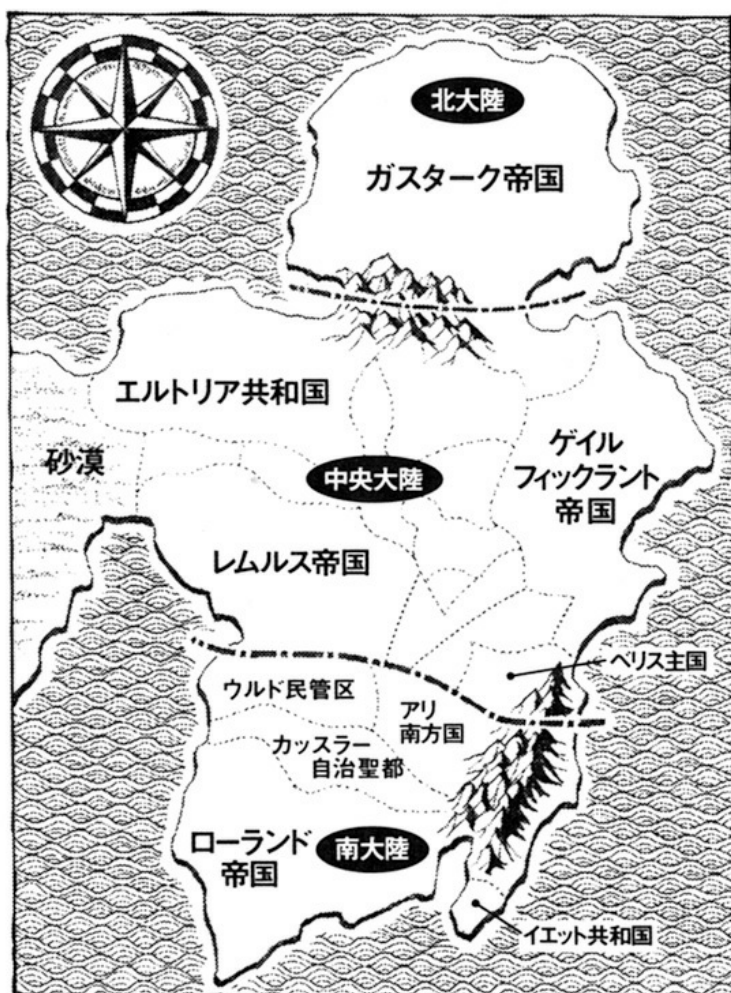 北大陸
ガスターク帝国
エルトリア共和国
砂漠
中央大陸
ゲイル
フィックラント
帝国
レムルス帝国
ペリス主国
ウルド民管区
アリ
南方国
カッスラー
自治聖都
ローランド
帝国
南大陸
イエット共和国